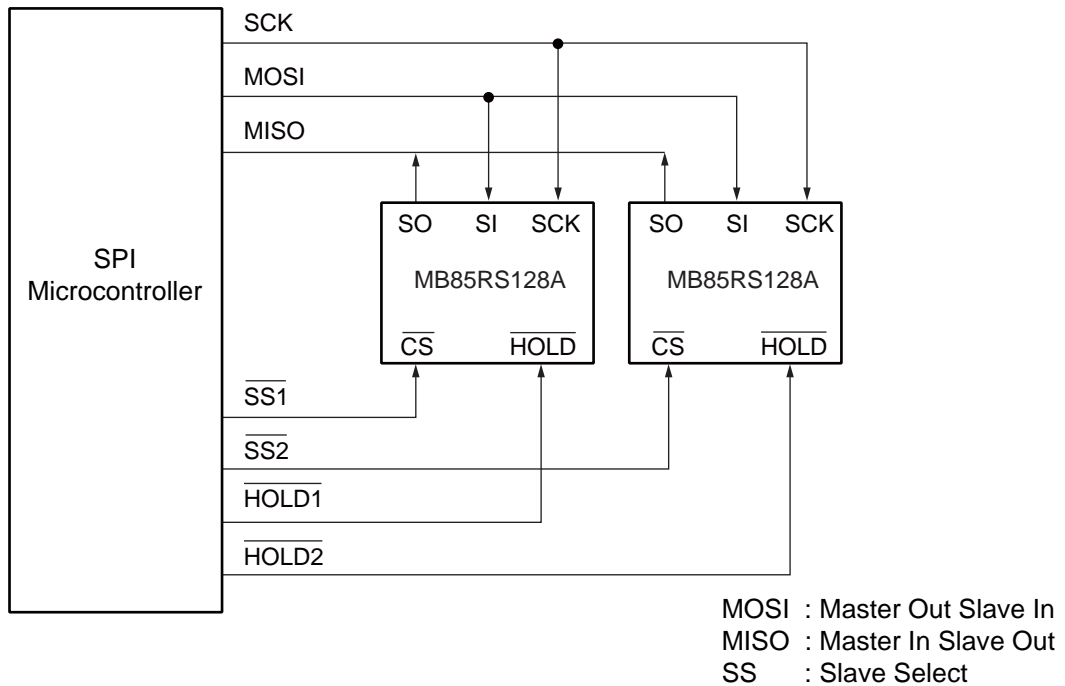 SCK
MOSI
MISO
SO SI SCK
MB85RS128A
CS HOLD
SO SI SCK
MB85RS128A
CS HOLD
SPI
Microcontroller
SS1
SS2
HOLD1
HOLD2
MOSI : Master Out Slave In
MISO : Master In Slave Out
SS : Slave Select